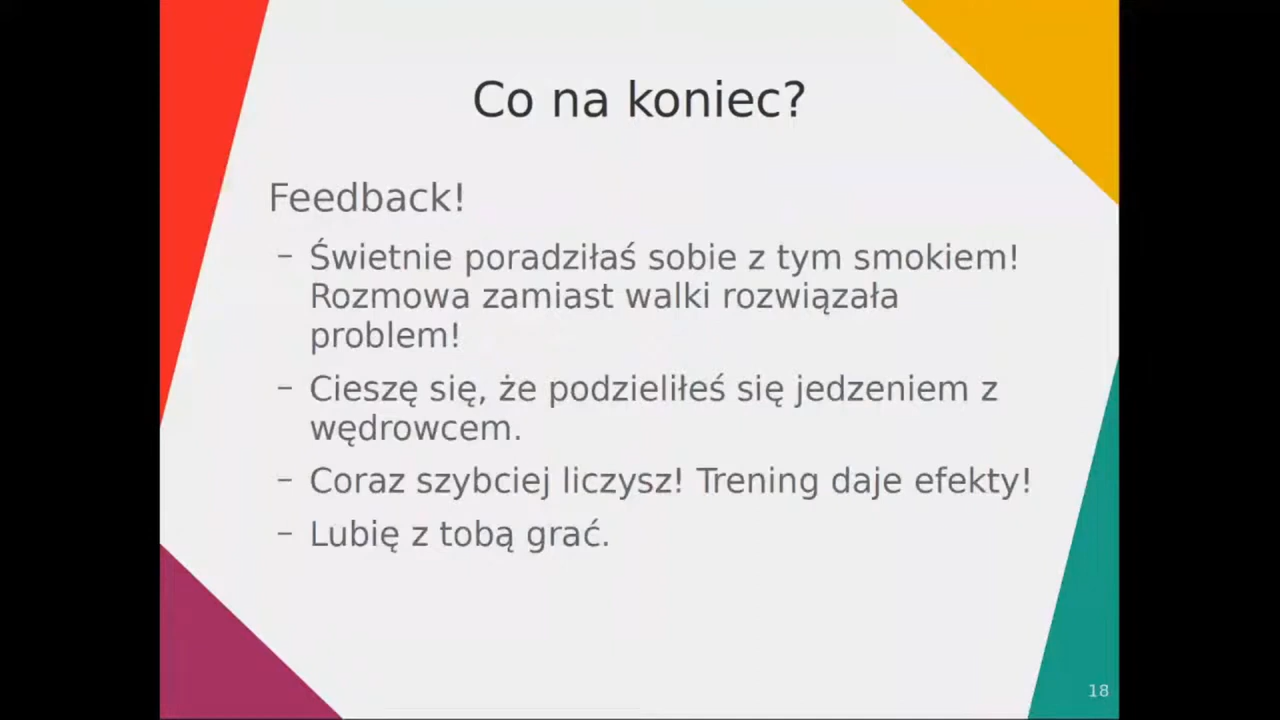 Co na koniec?
Feedback!
– Świetnie poradziłaś sobie z tym smokiem!
Rozmowa zamiast walki rozwiązała
problem!
– Cieszę się, że podzieliłeś się jedzeniem z
wędrowcem.
– Coraz szybciej liczysz! Trening daje efekty!
– Lubię z tobą grać.
18